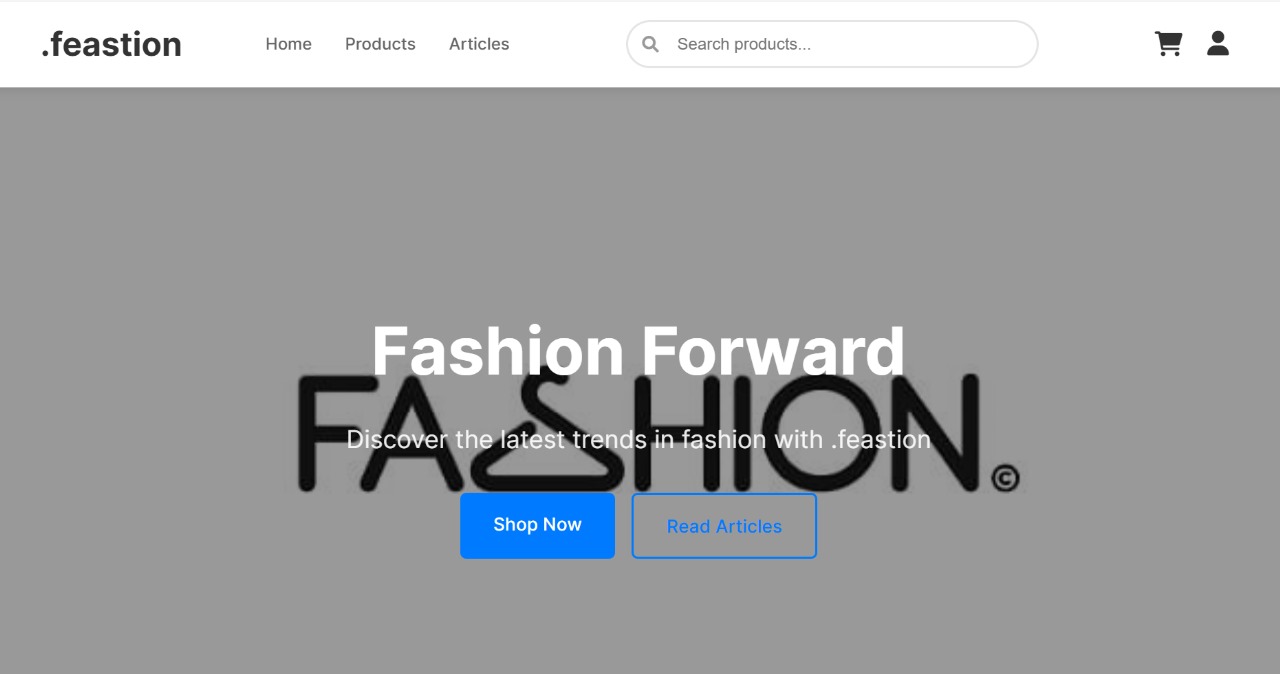 .feastion
Home
Products
Articles
Search products...
Fashion Forward
FASHION.©
Discover the latest trends in fashion with .feastion
Shop Now
Read Articles